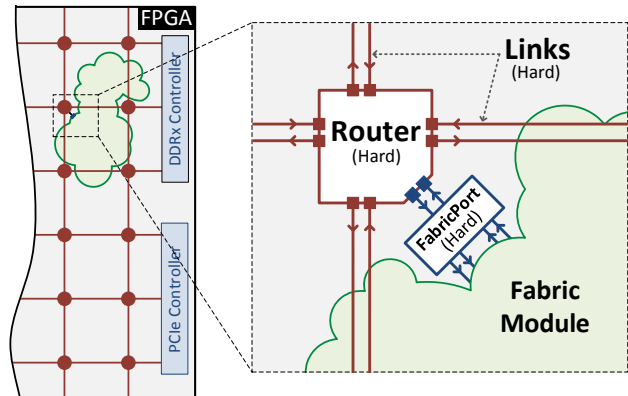 FPGA
DDRx Controller
PCIe Controller
Links
(Hard)
Router
(Hard)
FabricPort
(Hard)
Fabric
Module